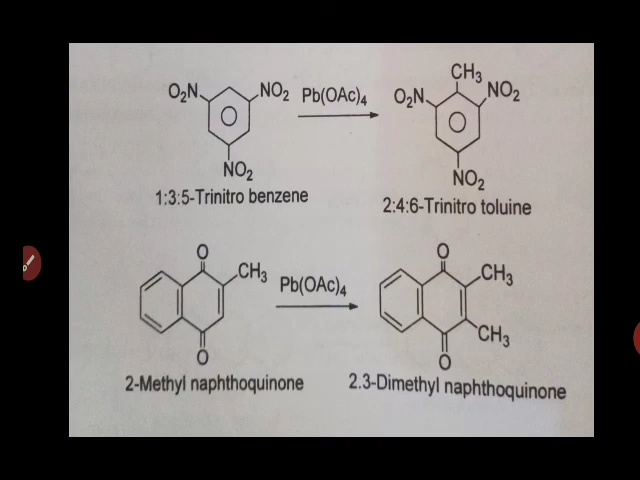 O₂N NO₂ Pb(OAc)₄ O₂N CH₃ NO₂
NO₂ NO₂
1:3:5-Trinitro benzene 2:4:6-Trinitro toluine
O CH₃ Pb(OAc)₄ O CH₃
O O CH₃
2-Methyl naphthoquinone 2.3-Dimethyl naphthoquinone